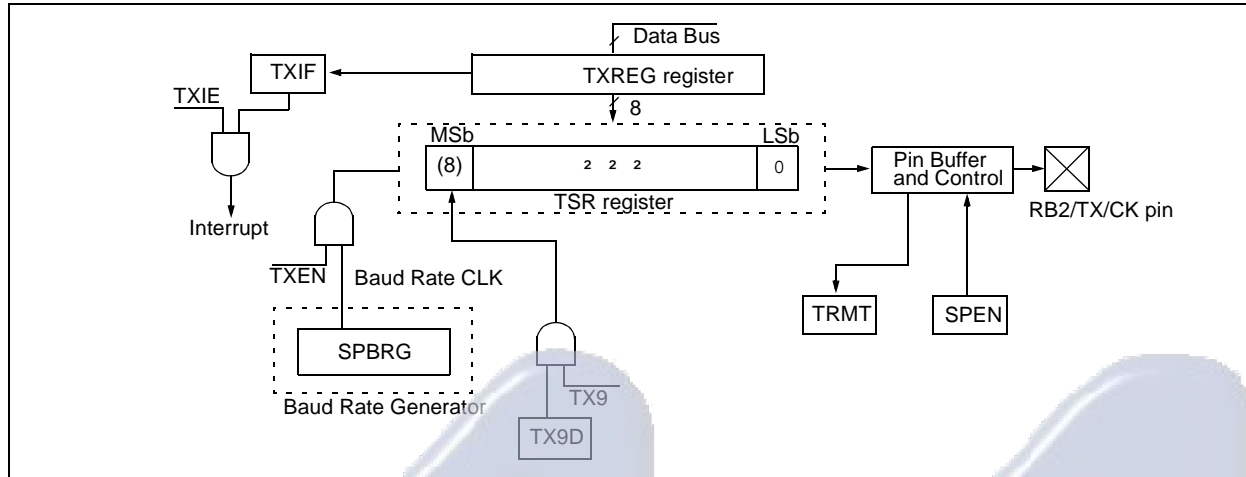 Data Bus
TXIF
TXREG register
TXIE
8
MSb
LSb
(8)
² ² ²
0
TSR register
Pin Buffer
and Control
RB2/TX/CK pin
Interrupt
TXEN
Baud Rate CLK
TRMT
SPEN
SPBRG
Baud Rate Generator
TX9
TX9D